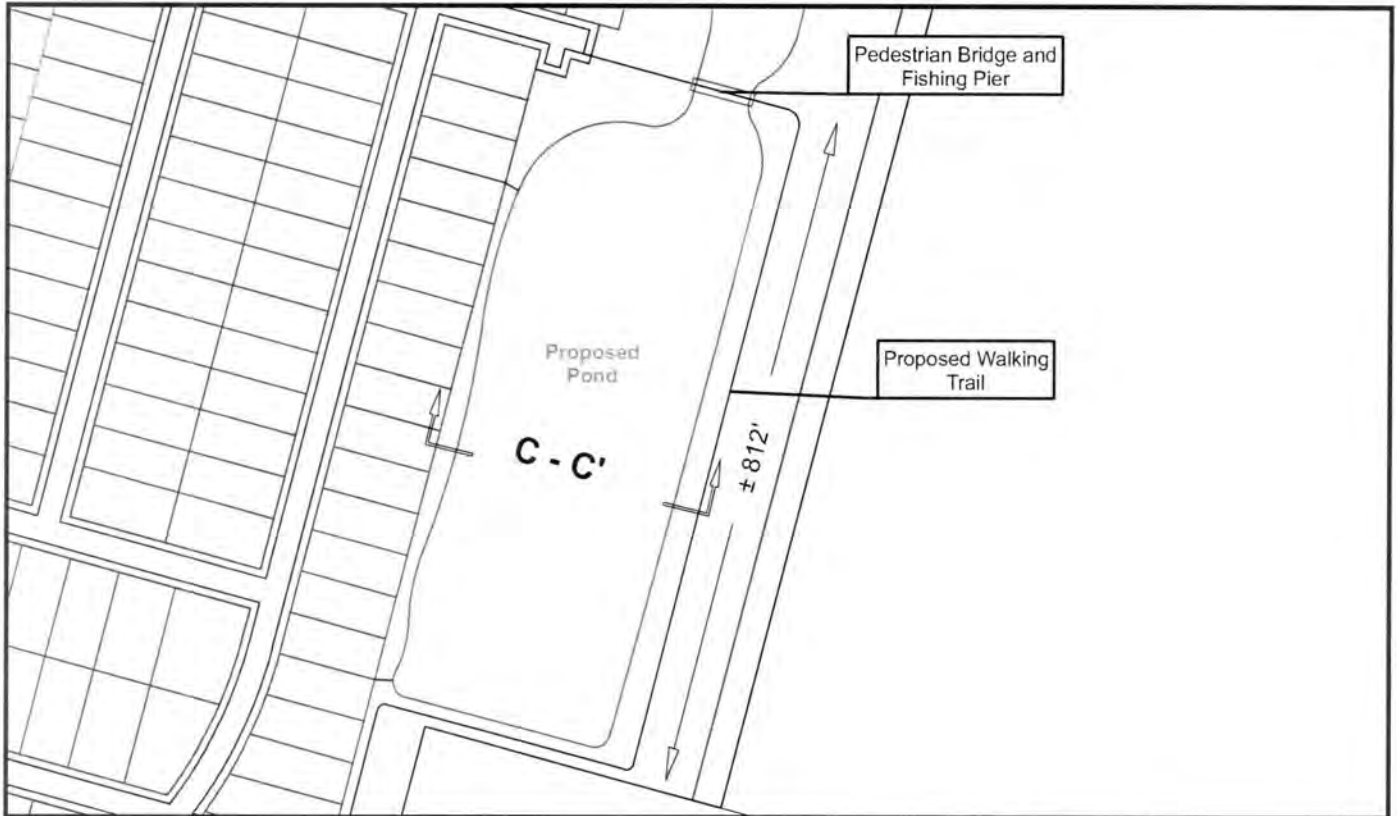 Pedestrian Bridge and
Fishing Pier
Proposed
Pond
Proposed Walking
Trail
C - C'
± 812'